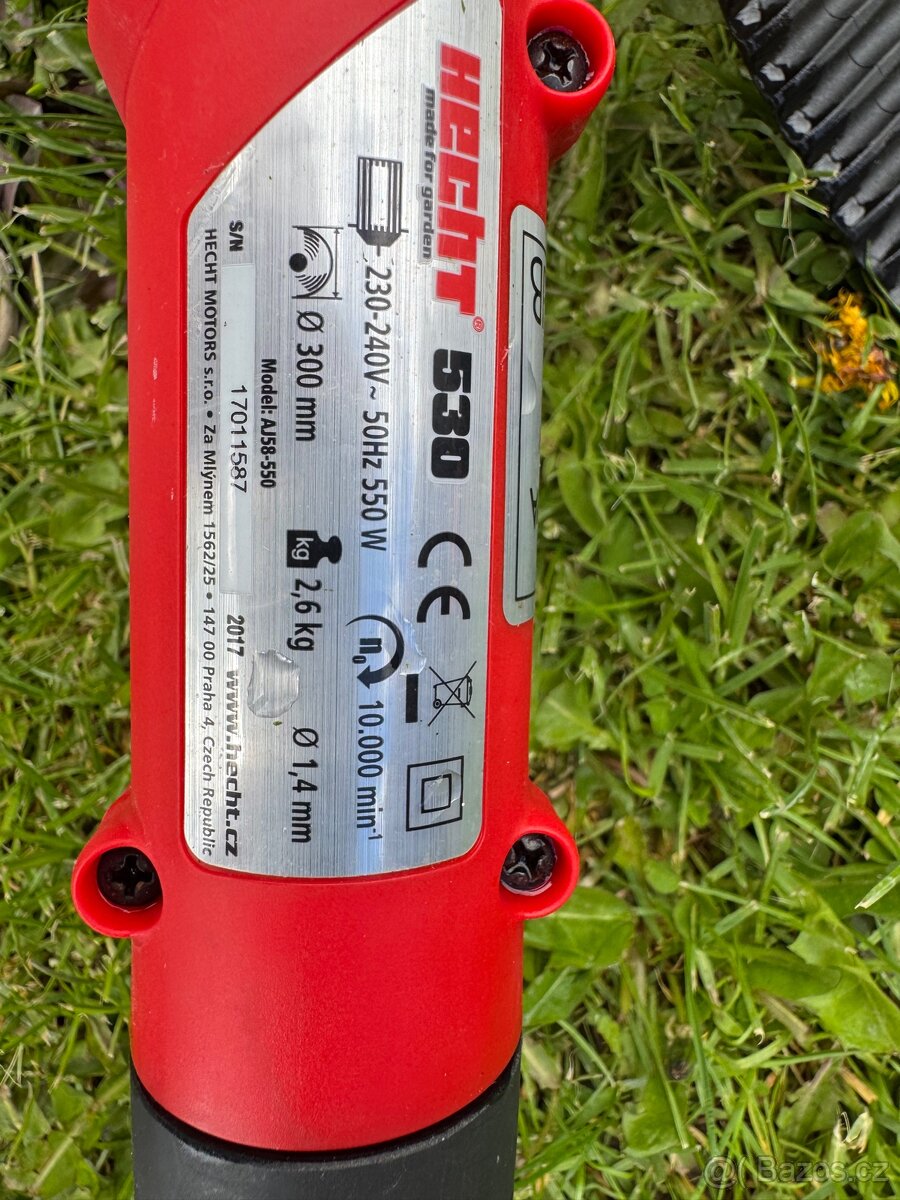 HECHT® 530
made for garden
230-240V~ 50Hz 550 W
n₀ 10.000 min⁻¹
Ø 300 mm
kg 2,6 kg
Ø 1,4 mm
Model: AJ58-550
S/N 17011587 2017 www.hecht.cz
HECHT MOTORS s.r.o. • Za Mlýnem 1562/25 • 147 00 Praha 4, Czech Republic
Bazos.cz